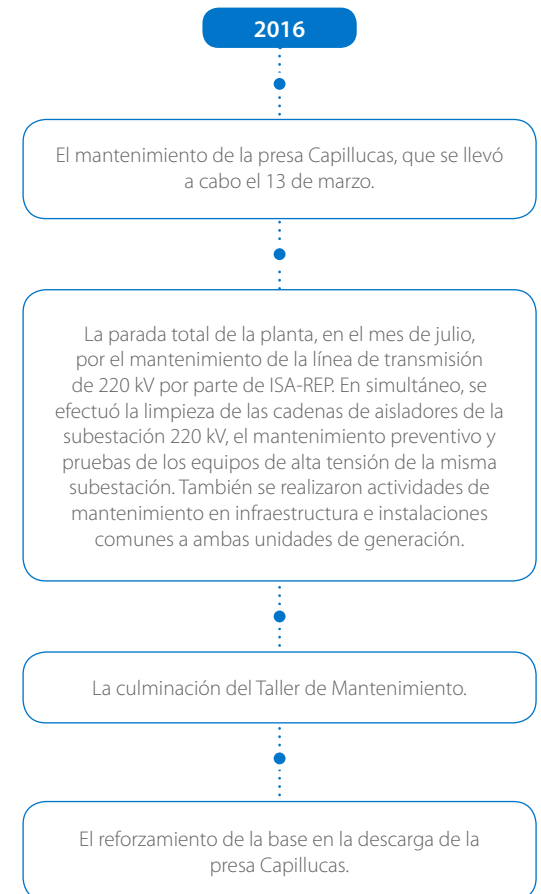 2016
El mantenimiento de la presa Capillucas, que se llevó
a cabo el 13 de marzo.
La parada total de la planta, en el mes de julio,
por el mantenimiento de la línea de transmisión
de 220 kV por parte de ISA-REP. En simultáneo, se
efectuó la limpieza de las cadenas de aisladores de la
subestación 220 kV, el mantenimiento preventivo y
pruebas de los equipos de alta tensión de la misma
subestación. También se realizaron actividades de
mantenimiento en infraestructura e instalaciones
comunes a ambas unidades de generación.
La culminación del Taller de Mantenimiento.
El reforzamiento de la base en la descarga de la
presa Capillucas.